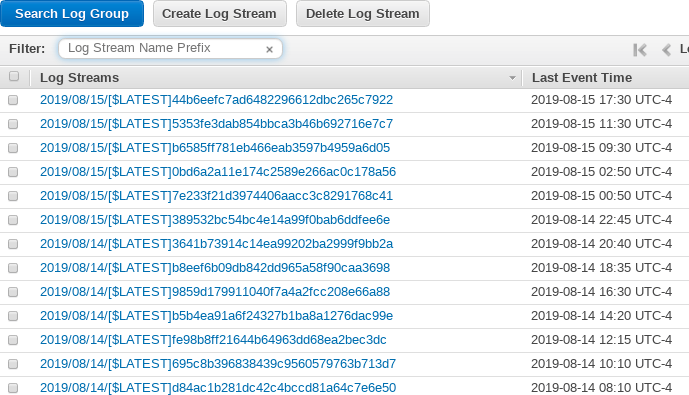 Search Log Group Create Log Stream Delete Log Stream
Filter: Log Stream Name Prefix ×
Log Streams Last Event Time
2019/08/15/[$LATEST]44b6eefc7ad6482296612dbc265c7922 2019-08-15 17:30 UTC-4
2019/08/15/[$LATEST]5353fe3dab854bbca3b46b692716e7c7 2019-08-15 11:30 UTC-4
2019/08/15/[$LATEST]b6585ff781eb466eab3597b4959a6d05 2019-08-15 09:30 UTC-4
2019/08/15/[$LATEST]0bd6a2a11e174c2589e266ac0c178a56 2019-08-15 02:50 UTC-4
2019/08/15/[$LATEST]7e233f21d3974406aacc3c8291768c41 2019-08-15 00:50 UTC-4
2019/08/14/[$LATEST]389532bc54bc4e14a99f0bab6ddfee6e 2019-08-14 22:45 UTC-4
2019/08/14/[$LATEST]3641b73914c14ea99202ba2999f9bb2a 2019-08-14 20:40 UTC-4
2019/08/14/[$LATEST]b8eef6b09db842dd965a58f90caa3698 2019-08-14 18:35 UTC-4
2019/08/14/[$LATEST]9859d179911040f7a4a2fcc208e66a88 2019-08-14 16:30 UTC-4
2019/08/14/[$LATEST]b5b4ea91a6f24327b1ba8a1276dac99e 2019-08-14 14:20 UTC-4
2019/08/14/[$LATEST]fe98b8ff21644b64963dd68ea2bec3dc 2019-08-14 12:15 UTC-4
2019/08/14/[$LATEST]695c8b396838439c9560579763b713d7 2019-08-14 10:10 UTC-4
2019/08/14/[$LATEST]d84ac1b281dc42c4bccd81a64c7e6e50 2019-08-14 08:10 UTC-4